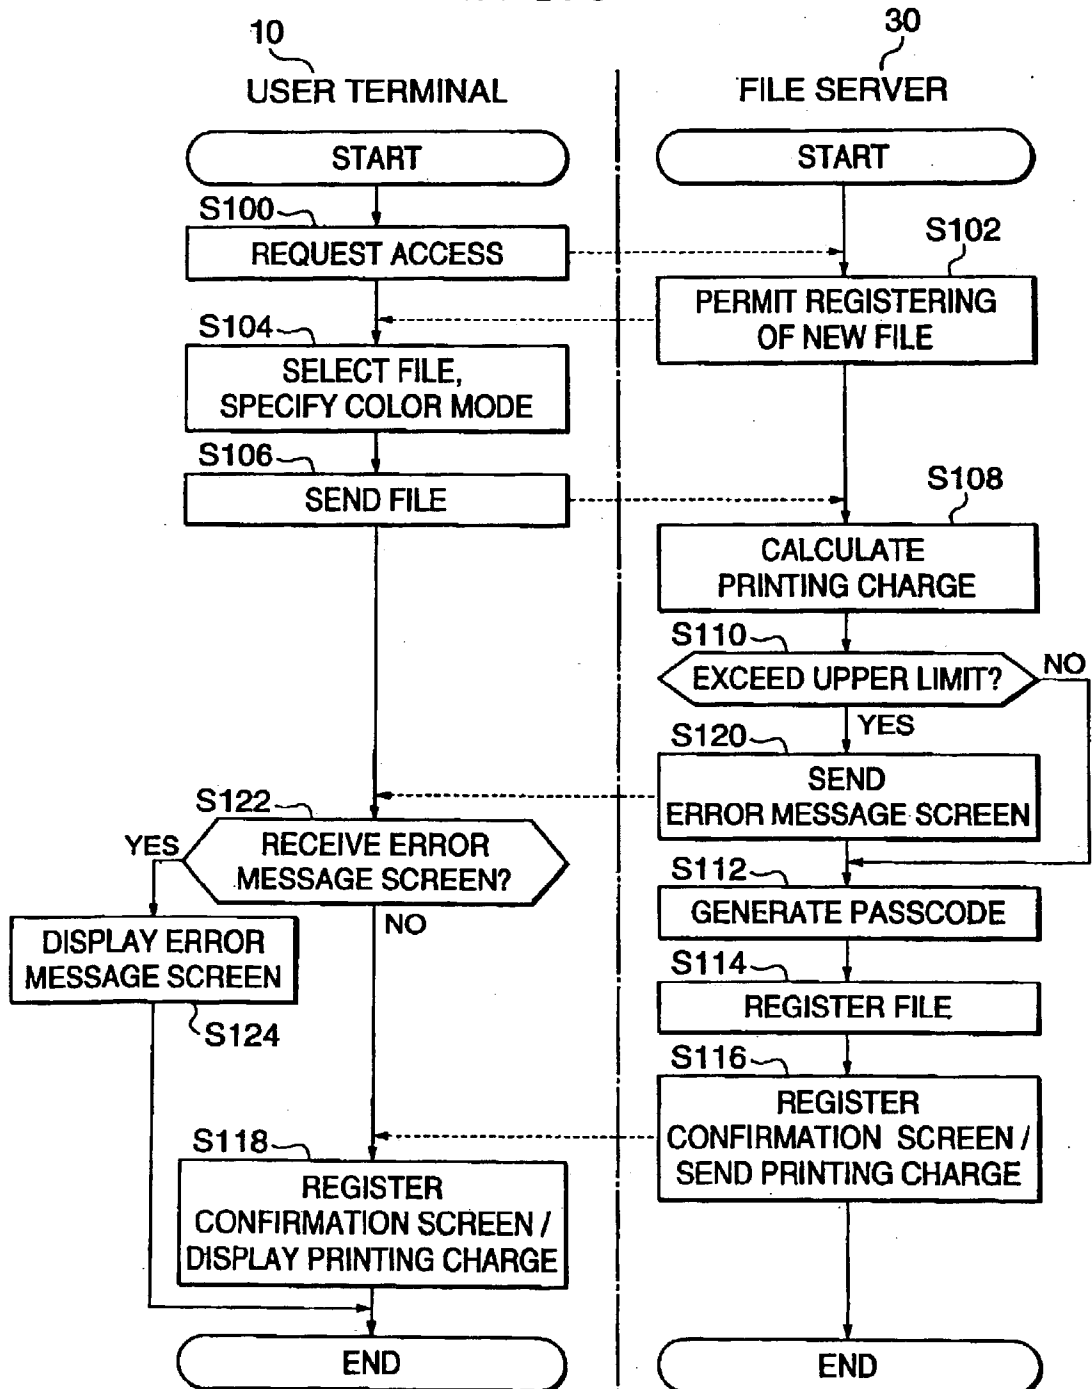 10
USER TERMINAL
START
S100
REQUEST ACCESS
S104
SELECT FILE,
SPECIFY COLOR MODE
S106
SEND FILE
S122
RECEIVE ERROR
MESSAGE SCREEN?
YES
NO
DISPLAY ERROR
MESSAGE SCREEN
S124
S118
REGISTER
CONFIRMATION SCREEN /
DISPLAY PRINTING CHARGE
END
30
FILE SERVER
START
S102
PERMIT REGISTERING
OF NEW FILE
S108
CALCULATE
PRINTING CHARGE
S110
EXCEED UPPER LIMIT?
NO
YES
S120
SEND
ERROR MESSAGE SCREEN
S112
GENERATE PASSCODE
S114
REGISTER FILE
S116
REGISTER
CONFIRMATION SCREEN /
SEND PRINTING CHARGE
END